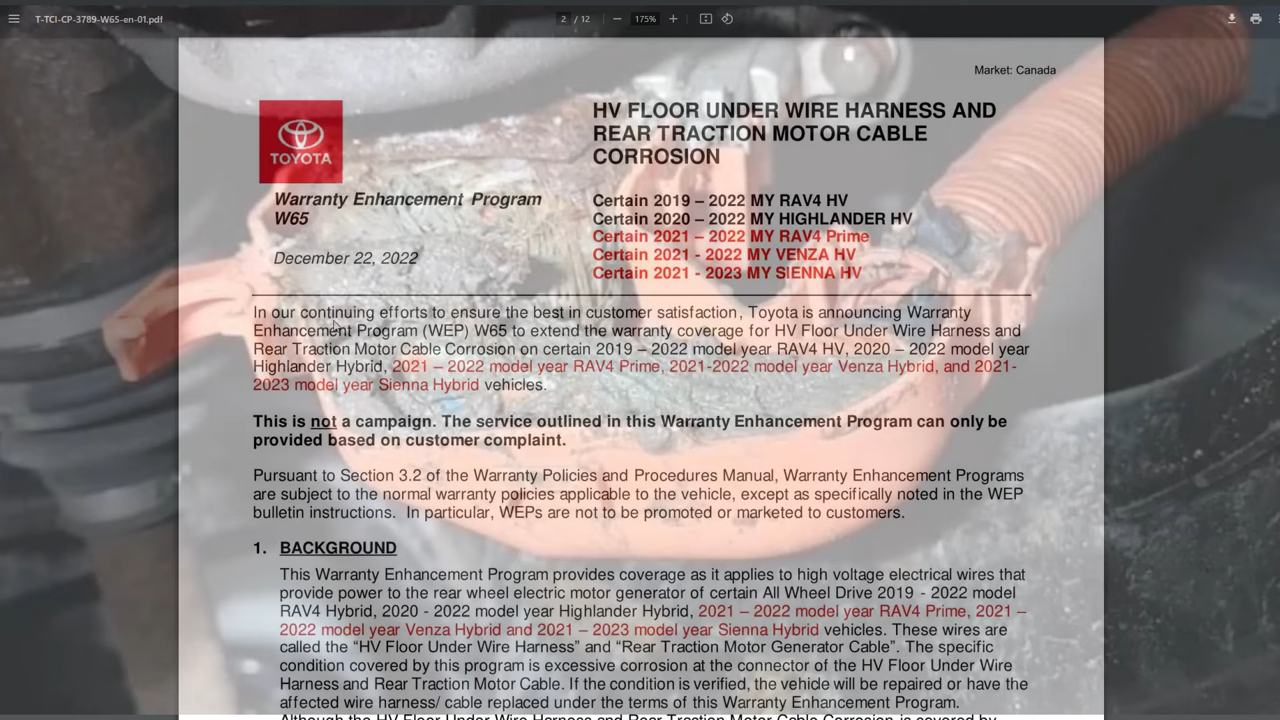 T-TCI-CP-3789-W65-en-01.pdf
2 / 12
175%
Market: Canada
TOYOTA
HV FLOOR UNDER WIRE HARNESS AND
REAR TRACTION MOTOR CABLE
CORROSION
Warranty Enhancement Program
W65
December 22, 2022
Certain 2019 – 2022 MY RAV4 HV
Certain 2020 – 2022 MY HIGHLANDER HV
Certain 2021 – 2022 MY RAV4 Prime
Certain 2021 - 2022 MY VENZA HV
Certain 2021 - 2023 MY SIENNA HV
In our continuing efforts to ensure the best in customer satisfaction, Toyota is announcing Warranty
Enhancement Program (WEP) W65 to extend the warranty coverage for HV Floor Under Wire Harness and
Rear Traction Motor Cable Corrosion on certain 2019 – 2022 model year RAV4 HV, 2020 – 2022 model year
Highlander Hybrid, 2021 – 2022 model year RAV4 Prime, 2021-2022 model year Venza Hybrid, and 2021-
2023 model year Sienna Hybrid vehicles.
This is not a campaign. The service outlined in this Warranty Enhancement Program can only be
provided based on customer complaint.
Pursuant to Section 3.2 of the Warranty Policies and Procedures Manual, Warranty Enhancement Programs
are subject to the normal warranty policies applicable to the vehicle, except as specifically noted in the WEP
bulletin instructions. In particular, WEPs are not to be promoted or marketed to customers.
1. BACKGROUND
This Warranty Enhancement Program provides coverage as it applies to high voltage electrical wires that
provide power to the rear wheel electric motor generator of certain All Wheel Drive 2019 - 2022 model
RAV4 Hybrid, 2020 - 2022 model year Highlander Hybrid, 2021 – 2022 model year RAV4 Prime, 2021 –
2022 model year Venza Hybrid and 2021 – 2023 model year Sienna Hybrid vehicles. These wires are
called the “HV Floor Under Wire Harness” and “Rear Traction Motor Generator Cable”. The specific
condition covered by this program is excessive corrosion at the connector of the HV Floor Under Wire
Harness and Rear Traction Motor Cable. If the condition is verified, the vehicle will be repaired or have the
affected wire harness/ cable replaced under the terms of this Warranty Enhancement Program.
Although the HV Floor Under Wire Harness and Rear Traction Motor Cable Corrosion is covered by